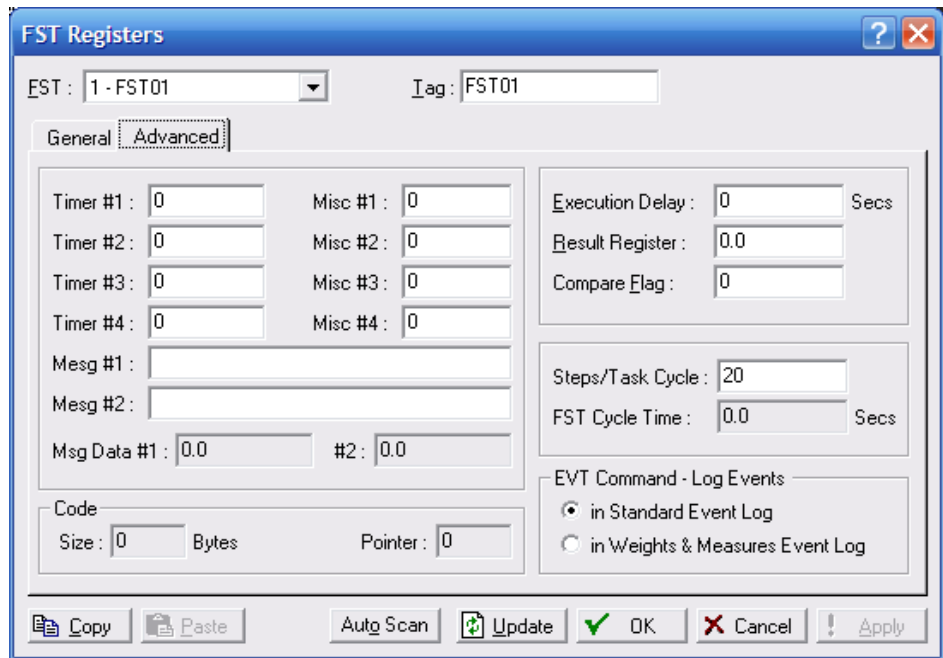 FST Registers
FST : 1 - FST01 Tag : FST01
General Advanced
Timer #1 : 0 Misc #1 : 0
Timer #2 : 0 Misc #2 : 0
Timer #3 : 0 Misc #3 : 0
Timer #4 : 0 Misc #4 : 0
Mesg #1 :
Mesg #2 :
Msg Data #1 : 0.0 #2 : 0.0
Code
Size : 0 Bytes Pointer : 0
Execution Delay : 0 Secs
Result Register : 0.0
Compare Flag : 0
Steps/Task Cycle : 20
FST Cycle Time : 0.0 Secs
EVT Command - Log Events
in Standard Event Log
in Weights & Measures Event Log
Copy Paste Auto Scan Update OK Cancel ! Apply